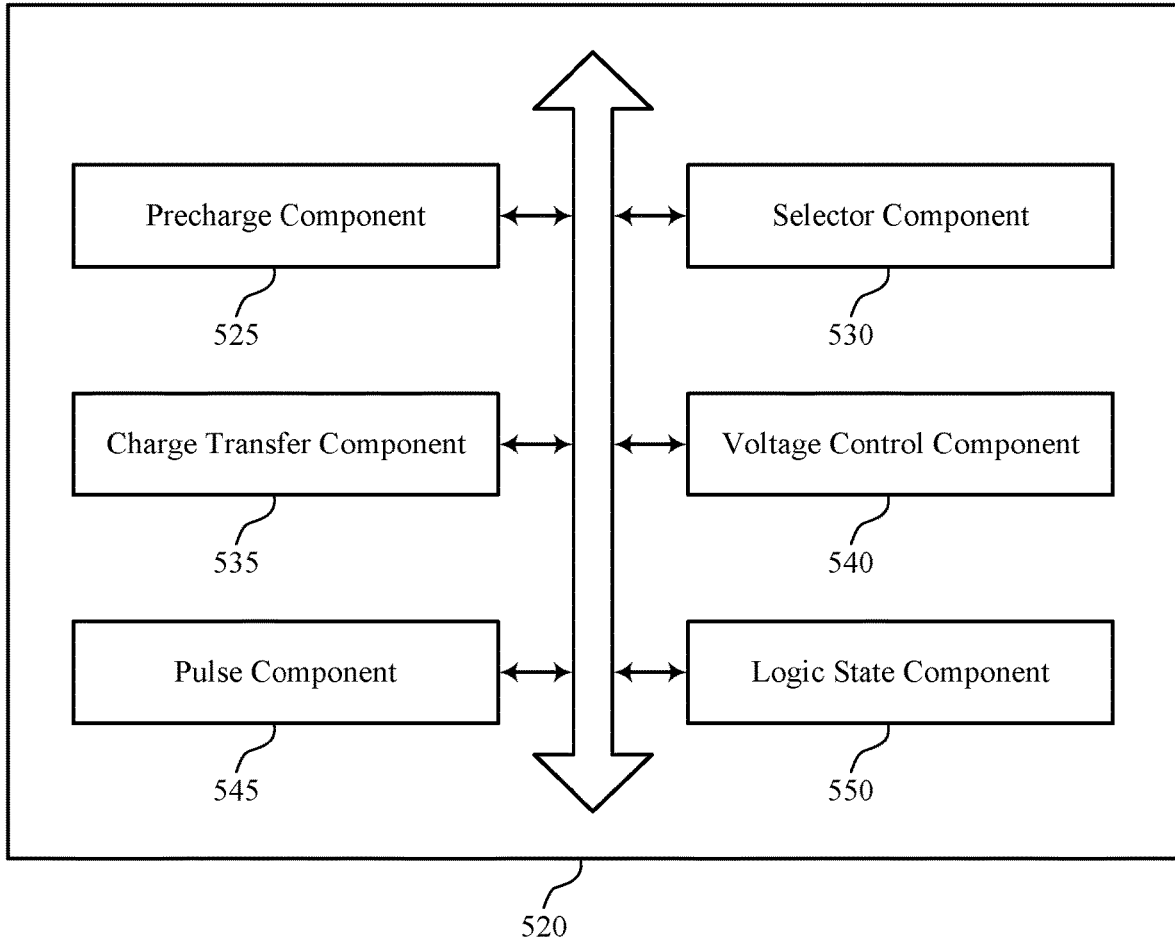 Precharge Component
525
Selector Component
530
Charge Transfer Component
535
Voltage Control Component
540
Pulse Component
545
Logic State Component
550
520